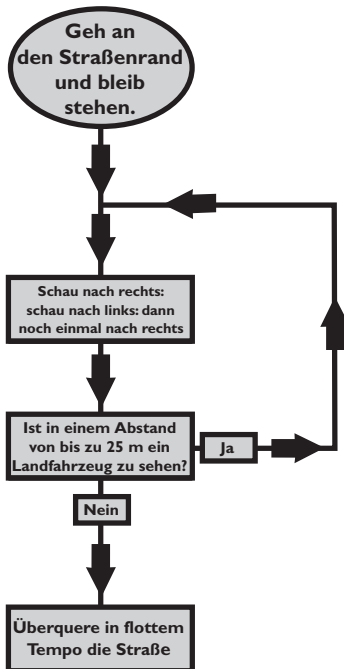 Geh an
den Straßenrand
und bleib
stehen.
Schau nach rechts:
schau nach links: dann
noch einmal nach rechts
Ist in einem Abstand
von bis zu 25 m ein
Landfahrzeug zu sehen?
Ja
Nein
Überquere in flottem
Tempo die Straße